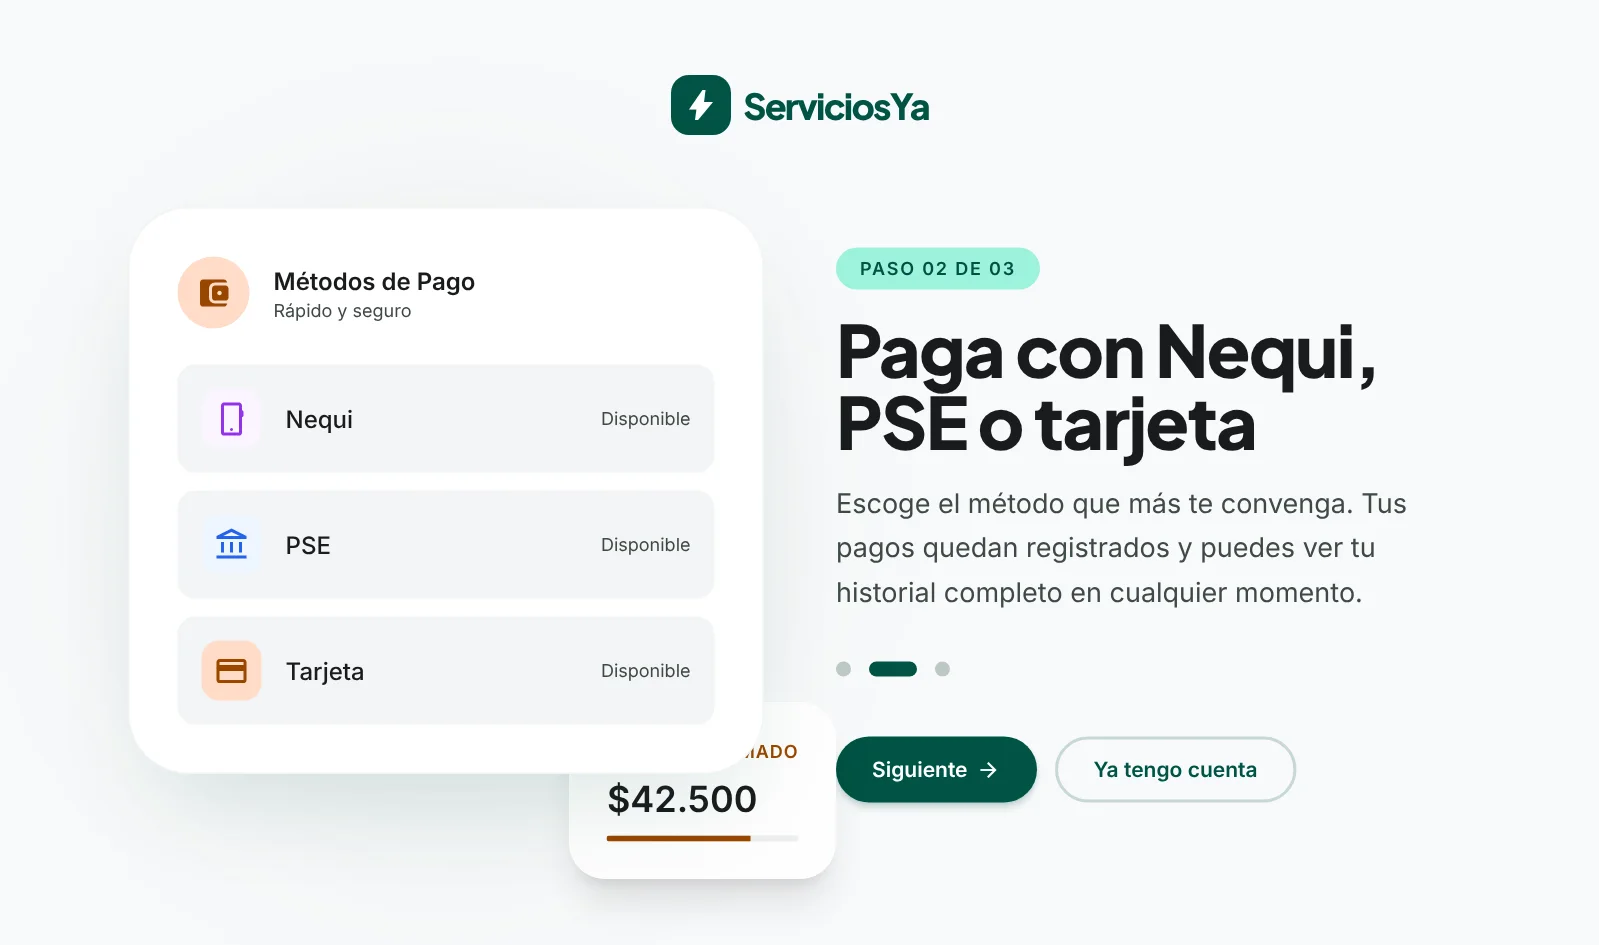 ServiciosYa
Métodos de Pago
Rápido y seguro
Nequi
Disponible
PSE
Disponible
Tarjeta
Disponible
$42.500
PASO 02 DE 03
Paga con Nequi,
PSE o tarjeta
Escoge el método que más te convenga. Tus
pagos quedan registrados y puedes ver tu
historial completo en cualquier momento.
Siguiente
Ya tengo cuenta